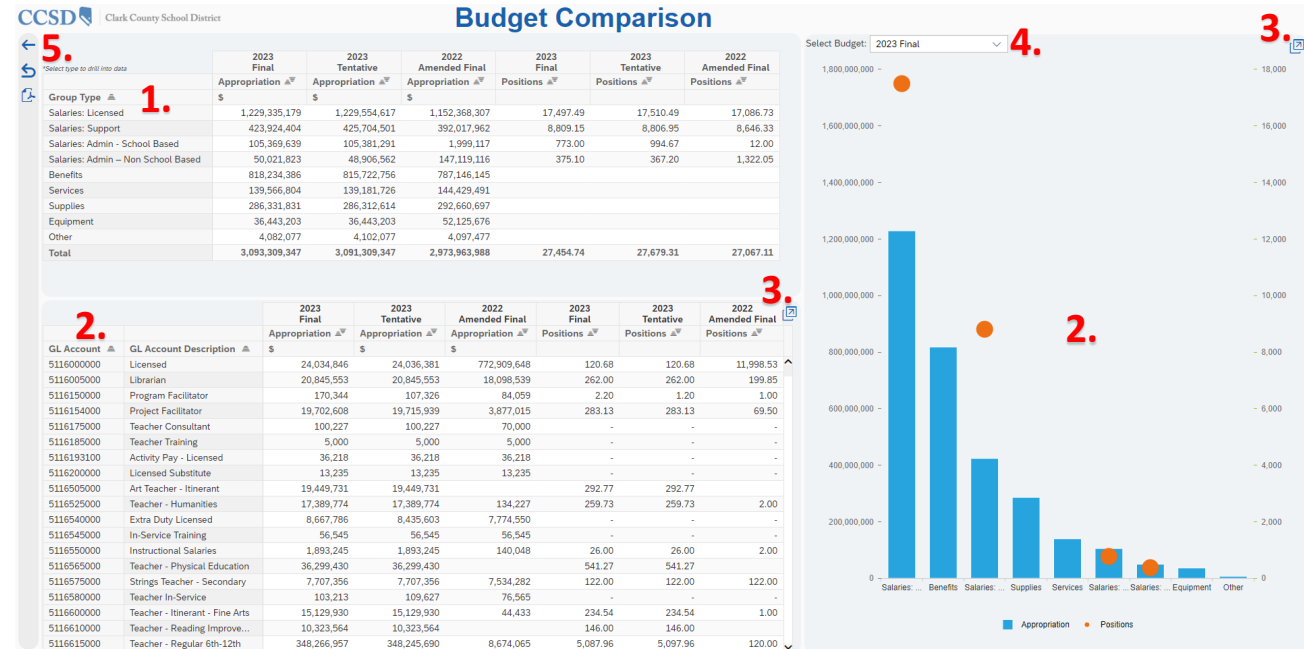 CCSD Clark County School District
Budget Comparison
5.
*Select type to drill into data
2023 Final 2023 Tentative 2022 Amended Final 2023 Final 2023 Tentative 2022 Amended Final
Appropriation Appropriation Appropriation Positions Positions Positions
Group Type 1. $ $ $
Salaries: Licensed 1,229,335,179 1,229,554,617 1,152,368,307 17,497.49 17,510.49 17,086.73
Salaries: Support 423,924,404 425,704,501 392,017,962 8,809.15 8,806.95 8,646.33
Salaries: Admin - School Based 105,369,639 105,381,291 1,999,117 773.00 994.67 12.00
Salaries: Admin – Non School Based 50,021,823 48,906,562 147,119,116 375.10 367.20 1,322.05
Benefits 818,234,386 815,722,756 787,146,145
Services 139,566,804 139,181,726 144,429,491
Supplies 286,331,831 286,312,614 292,660,697
Equipment 36,443,203 36,443,203 52,125,676
Other 4,082,077 4,102,077 4,097,477
Total 3,093,309,347 3,091,309,347 2,973,963,988 27,454.74 27,679.31 27,067.11
3.
2.
2023 Final 2023 Tentative 2022 Amended Final 2023 Final 2023 Tentative 2022 Amended Final
Appropriation Appropriation Appropriation Positions Positions Positions
GL Account GL Account Description $ $ $
5116000000 Licensed 24,034,846 24,036,381 772,909,648 120.68 120.68 11,998.53
5116005000 Librarian 20,845,553 20,845,553 18,098,539 262.00 262.00 199.85
5116150000 Program Facilitator 170,344 107,326 84,059 2.20 1.20 1.00
5116154000 Project Facilitator 19,702,608 19,715,939 3,877,015 283.13 283.13 69.50
5116175000 Teacher Consultant 100,227 100,227 70,000 - - -
5116185000 Teacher Training 5,000 5,000 5,000 - - -
5116193100 Activity Pay - Licensed 36,218 36,218 36,218 - - -
5116200000 Licensed Substitute 13,235 13,235 13,235 - - -
5116505000 Art Teacher - Itinerant 19,449,731 19,449,731 292.77 292.77
5116525000 Teacher - Humanities 17,389,774 17,389,774 134,227 259.73 259.73 2.00
5116540000 Extra Duty Licensed 8,667,786 8,435,603 7,774,550 - - -
5116545000 In-Service Training 56,545 56,545 56,545 - - -
5116550000 Instructional Salaries 1,893,245 1,893,245 140,048 26.00 26.00 2.00
5116565000 Teacher - Physical Education 36,299,430 36,299,430 541.27 541.27
5116575000 Strings Teacher - Secondary 7,707,356 7,707,356 7,534,282 122.00 122.00 122.00
5116580000 Teacher In-Service 103,213 109,627 76,565 - - -
5116600000 Teacher - Itinerant - Fine Arts 15,129,930 15,129,930 44,433 234.54 234.54 1.00
5116610000 Teacher - Reading Improve... 10,323,564 10,323,564 146.00 146.00
5116615000 Teacher - Regular 6th-12th 348,266,957 348,245,690 8,674,065 5,087.96 5,097.96 120.00
Select Budget: 2023 Final 4. 3.
1,800,000,000 18,000
1,600,000,000 16,000
1,400,000,000 14,000
1,200,000,000 12,000
1,000,000,000 10,000
2.
800,000,000 8,000
600,000,000 6,000
400,000,000 4,000
200,000,000 2,000
0 0
Salaries: ... Benefits Salaries: ... Supplies Services Salaries: ... Salaries: ... Equipment Other
Appropriation Positions